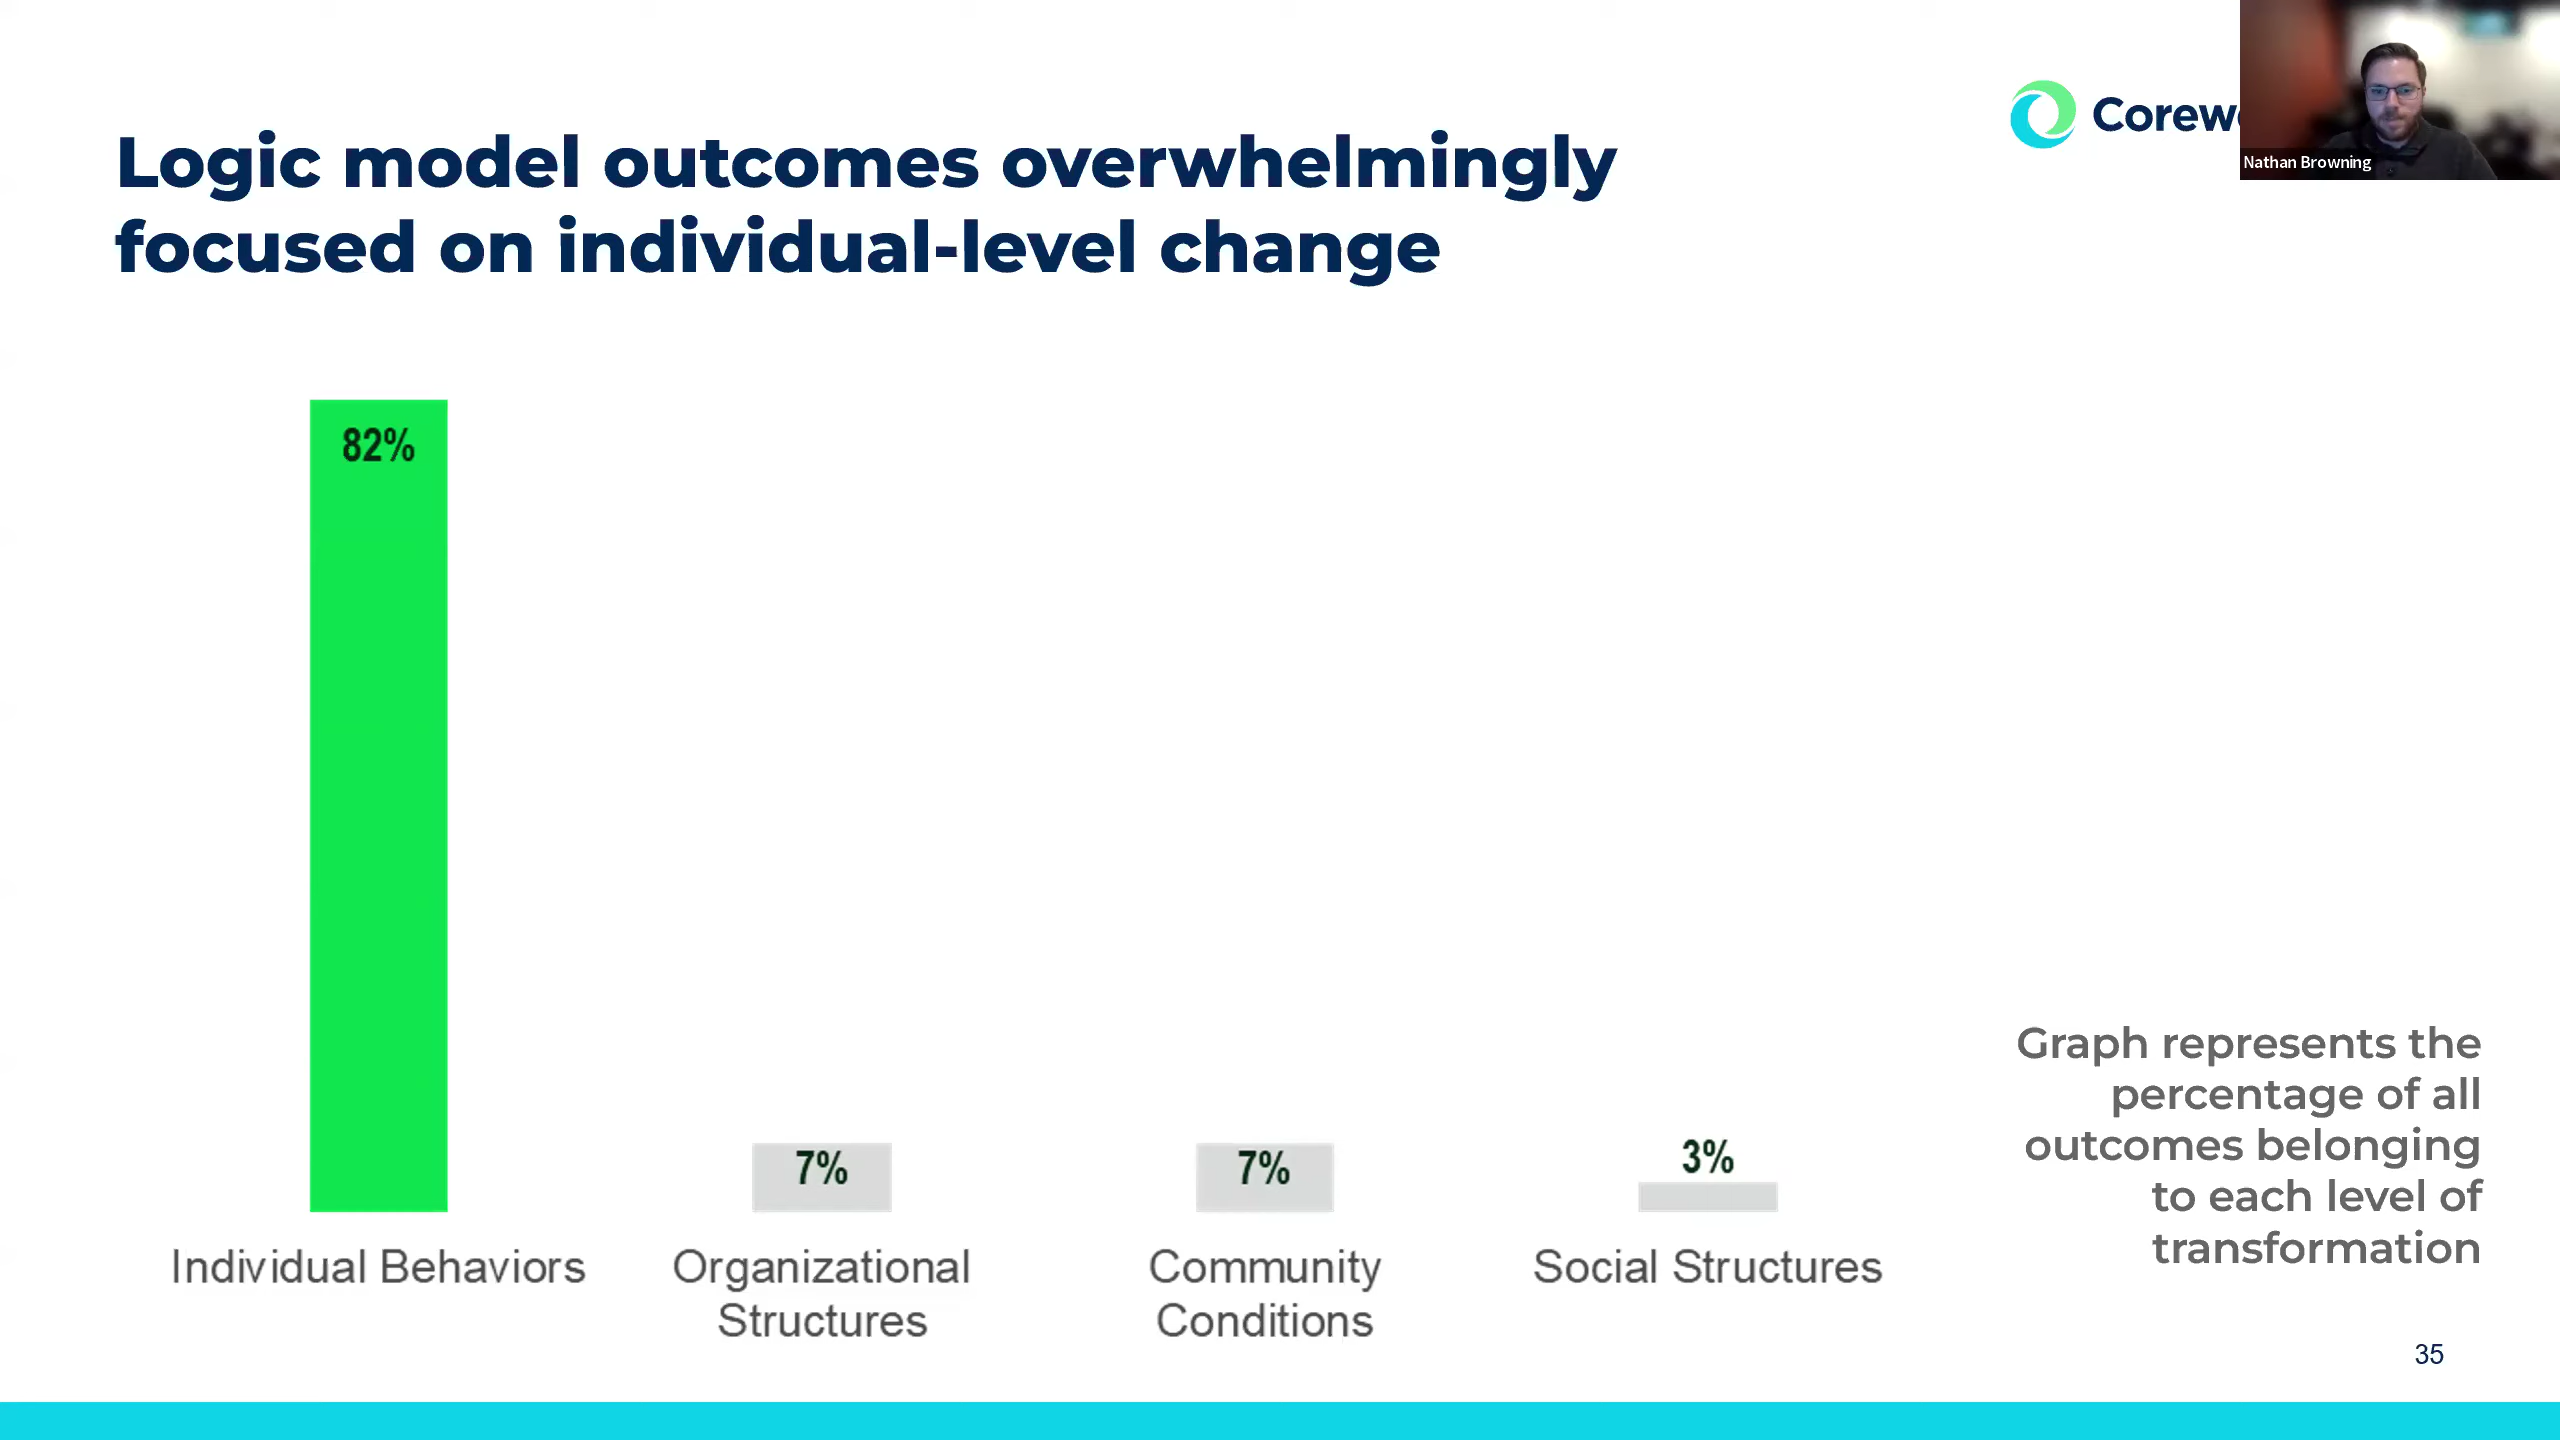 Logic model outcomes overwhelmingly
focused on individual-level change
Nathan Browning
82%
7%
7%
3%
Individual Behaviors
Organizational
Structures
Community
Conditions
Social Structures
Graph represents the
percentage of all
outcomes belonging
to each level of
transformation
35